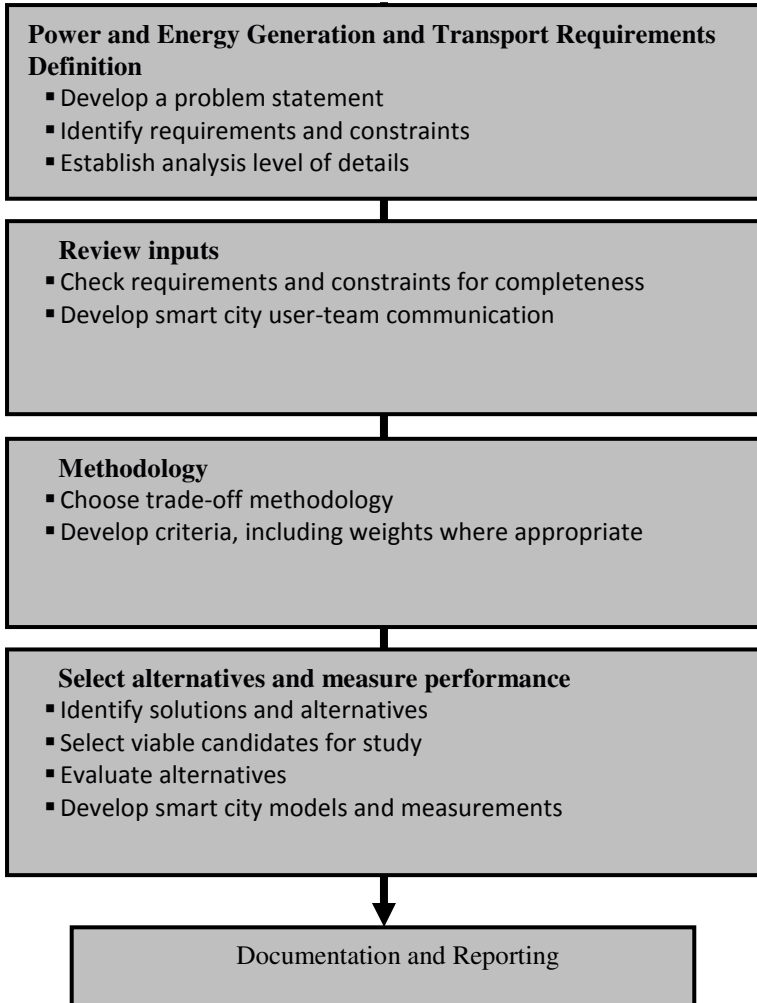 Power and Energy Generation and Transport Requirements
Definition
▪ Develop a problem statement
▪ Identify requirements and constraints
▪ Establish analysis level of details
Review inputs
▪ Check requirements and constraints for completeness
▪ Develop smart city user-team communication
Methodology
▪ Choose trade-off methodology
▪ Develop criteria, including weights where appropriate
Select alternatives and measure performance
▪ Identify solutions and alternatives
▪ Select viable candidates for study
▪ Evaluate alternatives
▪ Develop smart city models and measurements
Documentation and Reporting